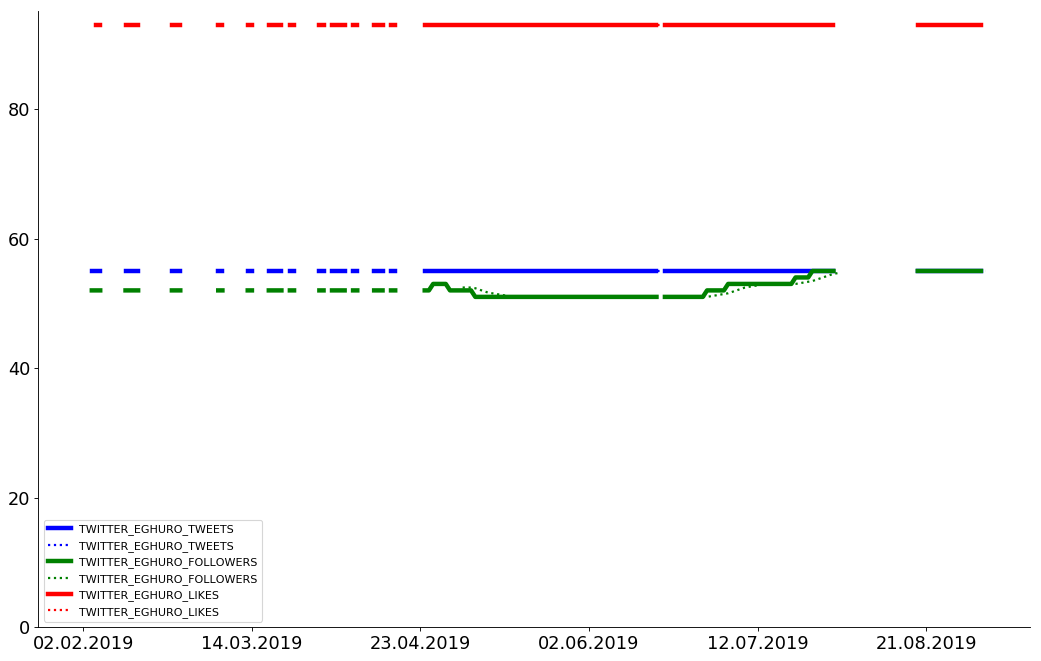 80
60
40
20
0
TWITTER_EGHURO_TWEETS
TWITTER_EGHURO_TWEETS
TWITTER_EGHURO_FOLLOWERS
TWITTER_EGHURO_FOLLOWERS
TWITTER_EGHURO_LIKES
TWITTER_EGHURO_LIKES
02.02.2019 14.03.2019 23.04.2019 02.06.2019 12.07.2019 21.08.2019